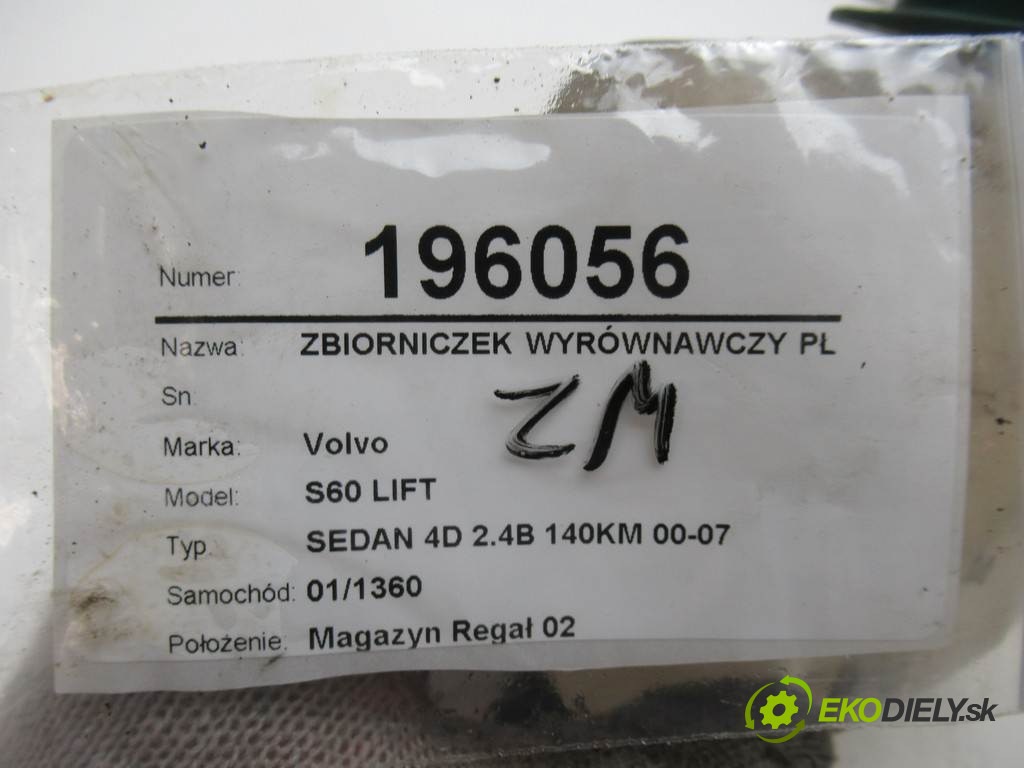 Numer: 196056
Nazwa: ZBIORNICZEK WYRÓWNAWCZY PŁ
Sn:
ZM
Marka: Volvo
Model: S60 LIFT
Typ: SEDAN 4D 2.4B 140KM 00-07
Samochód: 01/1360
Położenie: Magazyn Regał 02
EKODIELY.sk